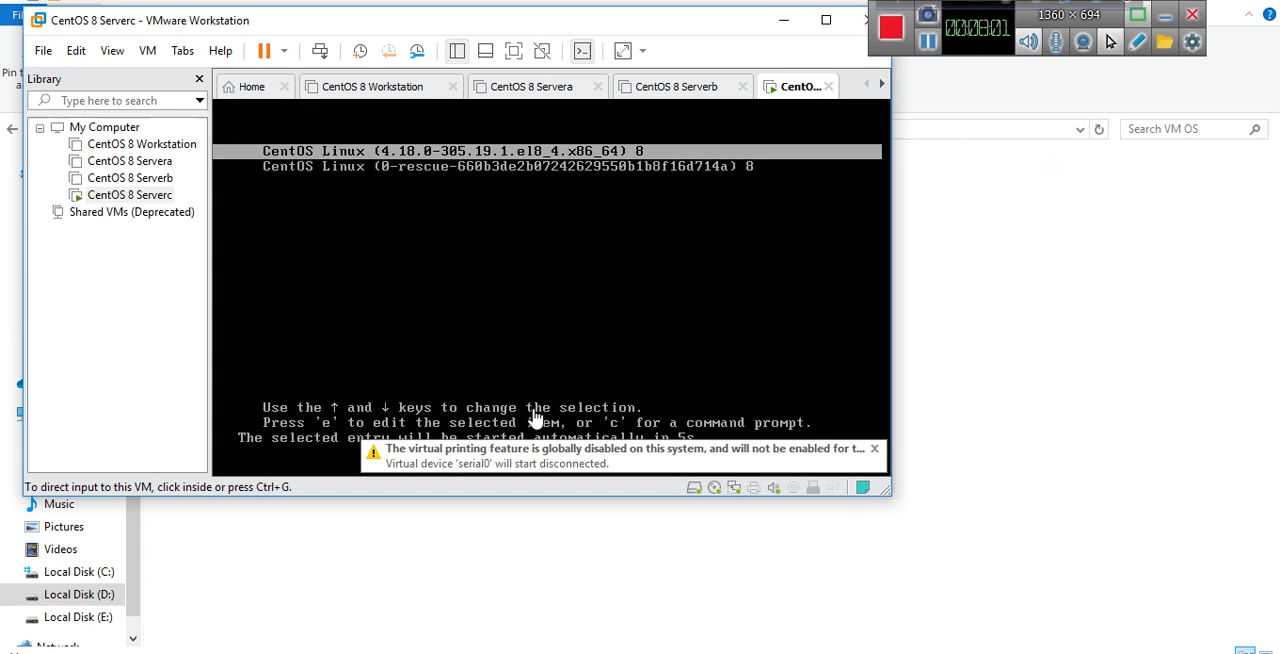 CentOS 8 Serverc - VMware Workstation
File Edit View VM Tabs Help
Library
Type here to search
My Computer
CentOS 8 Workstation
CentOS 8 Servera
CentOS 8 Serverb
CentOS 8 Serverc
Shared VMs (Deprecated)
Home
CentOS 8 Workstation
CentOS 8 Servera
CentOS 8 Serverb
CentO...
CentOS Linux (4.18.0-305.19.1.el8_4.x86_64) 8
CentOS Linux (0-rescue-660b3de2b07242629550b1b8f16d714a) 8
Use the ↑ and ↓ keys to change the selection.
Press 'e' to edit the selected item, or 'c' for a command prompt.
The selected entry will be started automatically in 5s.
The virtual printing feature is globally disabled on this system, and will not be enabled for t...
Virtual device 'serial0' will start disconnected.
To direct input to this VM, click inside or press Ctrl+G.
1360 × 694
Search VM OS
Music
Pictures
Videos
Local Disk (C:)
Local Disk (D:)
Local Disk (E:)